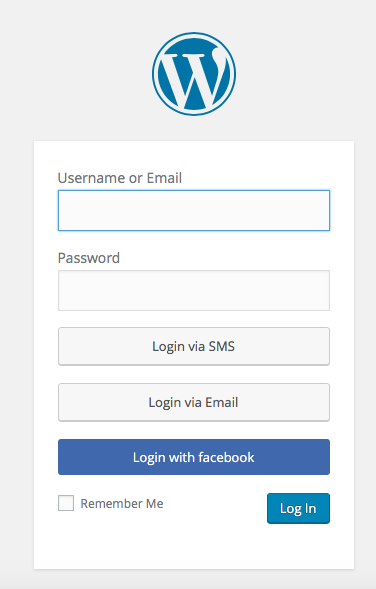 Username or Email
Password
Login via SMS
Login via Email
Login with facebook
Remember Me
Log In